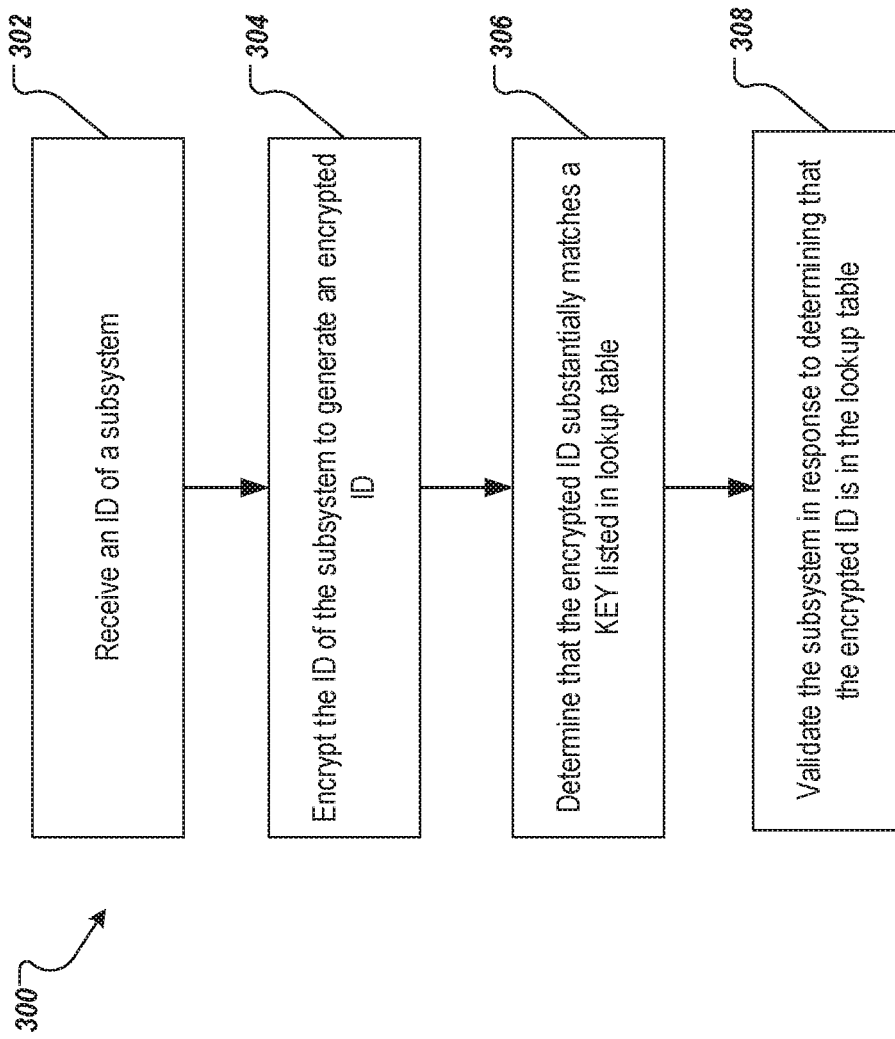 300
302
Receive an ID of a subsystem
304
Encrypt the ID of the subsystem to generate an encrypted
ID
306
Determine that the encrypted ID substantially matches a
KEY listed in lookup table
308
Validate the subsystem in response to determining that
the encrypted ID is in the lookup table